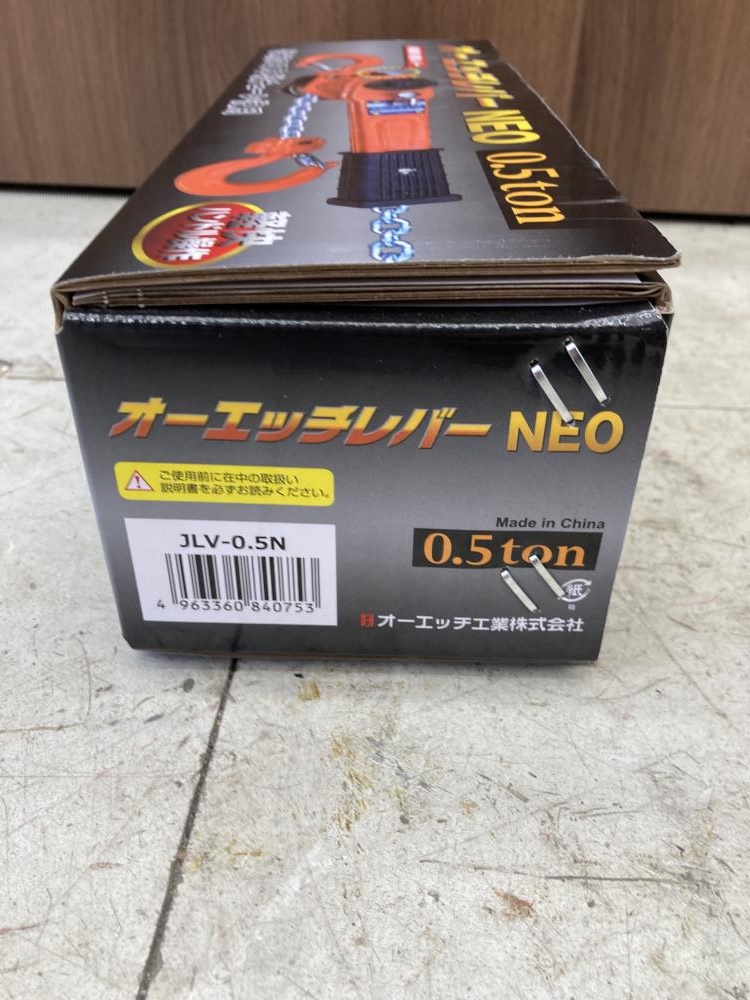 オーエッチレバー NEO 0.5ton
オーエッチレバー NEO
ご使用前に在中の取扱い
説明書を必ずお読みください。
JLV-0.5N
4 963360 840753
Made in China
0.5 ton
紙
オーエッチ工業株式会社